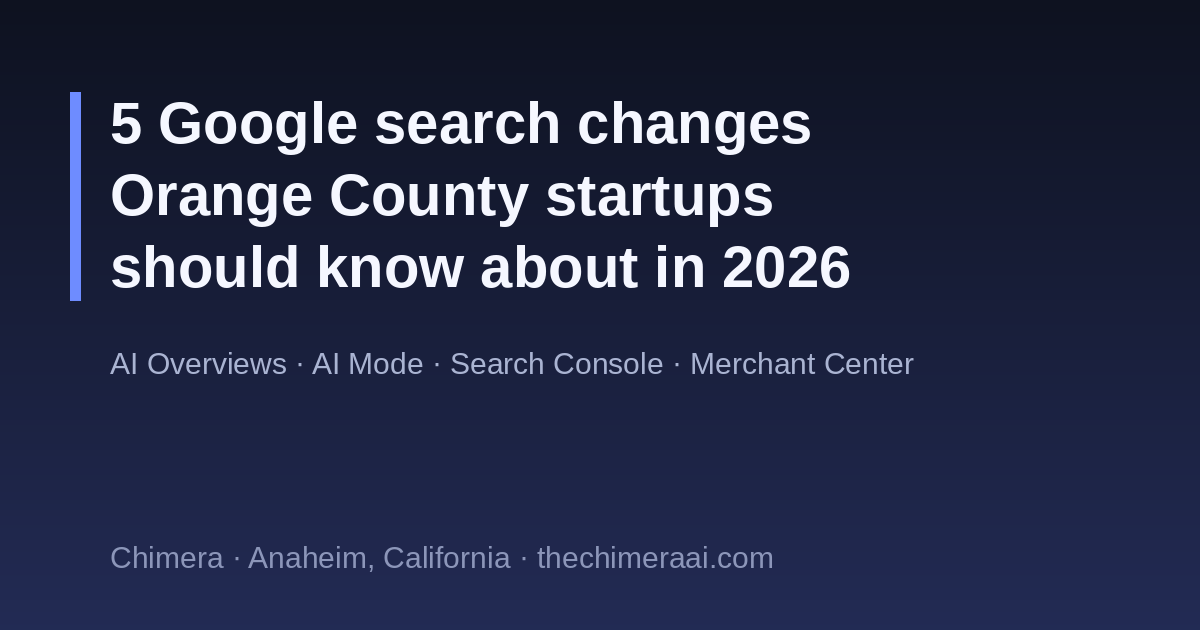 5 Google search changes
Orange County startups
should know about in 2026
AI Overviews · AI Mode · Search Console · Merchant Center
Chimera · Anaheim, California · thechimeraai.com